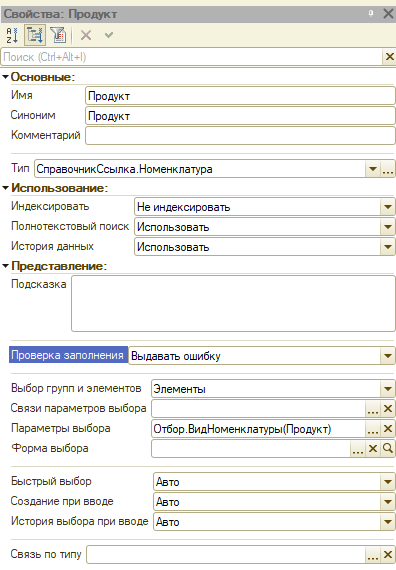 Свойства: Продукт
Поиск (Ctrl+Alt+I)
Основные:
Имя Продукт
Синоним Продукт
Комментарий
Тип СправочникСсылка.Номенклатура
Использование:
Индексировать Не индексировать
Полнотекстовый поиск Использовать
История данных Использовать
Представление:
Подсказка
Проверка заполнения Выдавать ошибку
Выбор групп и элементов Элементы
Связи параметров выбора
Параметры выбора Отбор.ВидНоменклатуры(Продукт)
Форма выбора
Быстрый выбор Авто
Создание при вводе Авто
История выбора при вводе Авто
Связь по типу